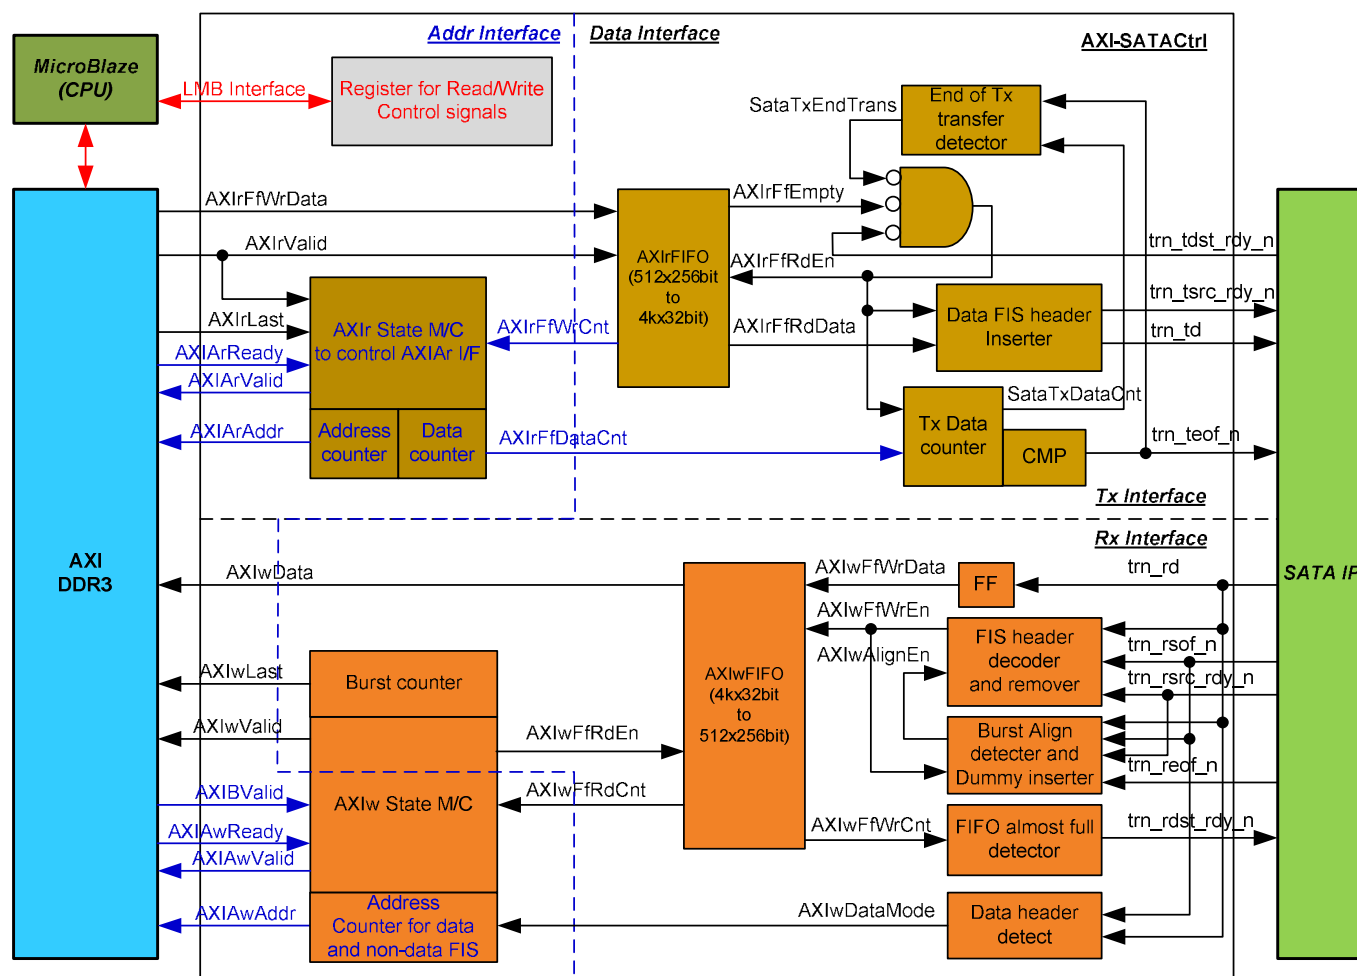 Addr Interface
Data Interface
AXI-SATACtrl
MicroBlaze
(CPU)
LMB Interface
Register for Read/Write
Control signals
SataTxEndTrans
End of Tx
transfer
detector
AXIrFfWrData
AXIrFfEmpty
AXIrValid
trn_tdst_rdy_n
AXIrFIFO
(512x256bit
to
4kx32bit)
AXIrFfRdEn
trn_tsrc_rdy_n
AXIrLast
AXIr State M/C
to control AXIAr I/F
AXIrFfWrCnt
AXIrFfRdData
Data FIS header
Inserter
trn_td
AXIArReady
AXIArValid
SataTxDataCnt
AXIArAddr
Address
counter
Data
counter
AXIrFfDataCnt
Tx Data
counter
CMP
trn_teof_n
Tx Interface
Rx Interface
AXI
DDR3
SATA IP
AXIwData
AXIwFfWrData
FF
trn_rd
AXIwFfWrEn
FIS header
decoder
and remover
trn_rsof_n
AXIwAlignEn
trn_rsrc_rdy_n
AXIwLast
Burst counter
AXIwFIFO
(4kx32bit
to
512x256bit)
AXIwValid
AXIwFfRdEn
Burst Align
detecter and
Dummy inserter
trn_reof_n
AXIBValid
AXIw State M/C
AXIwFfRdCnt
AXIAwReady
AXIwFfWrCnt
FIFO almost full
detector
trn_rdst_rdy_n
AXIAwValid
AXIAwAddr
Address
Counter for data
and non-data FIS
AXIwDataMode
Data header
detect